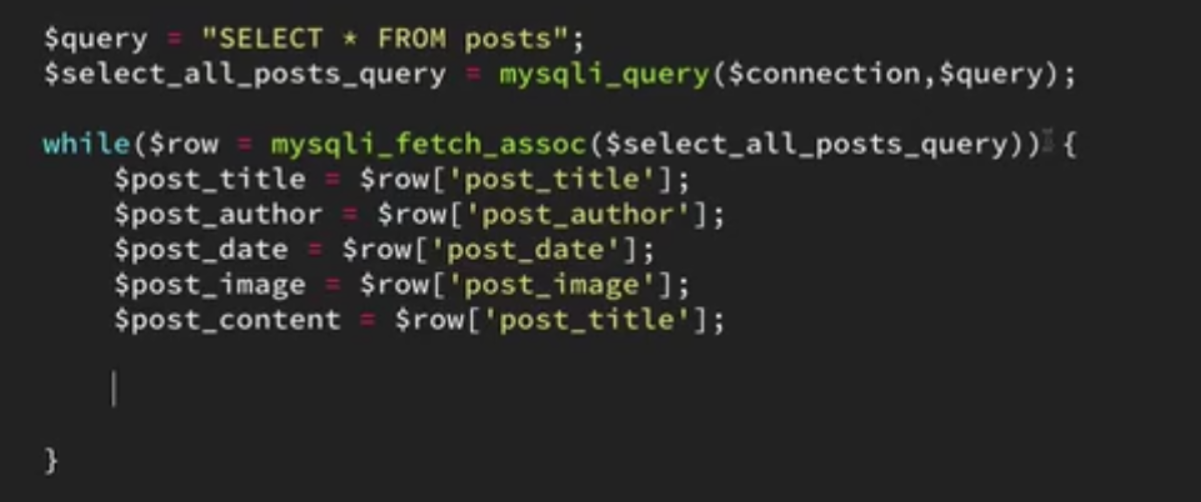 $query = "SELECT * FROM posts";
$select_all_posts_query = mysqli_query($connection,$query);
while($row = mysqli_fetch_assoc($select_all_posts_query)) {
$post_title = $row['post_title'];
$post_author = $row['post_author'];
$post_date = $row['post_date'];
$post_image = $row['post_image'];
$post_content = $row['post_title'];
}